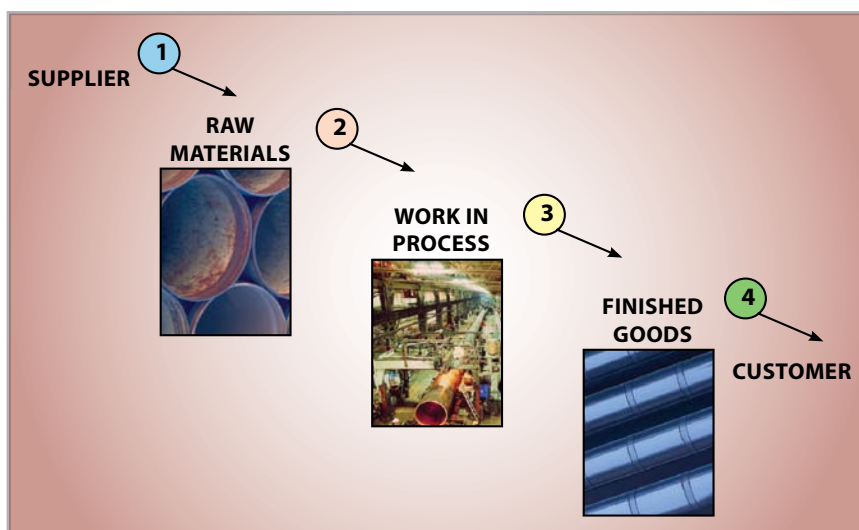 1
SUPPLIER
RAW
MATERIALS
2
WORK IN
PROCESS
3
FINISHED
GOODS
4
CUSTOMER